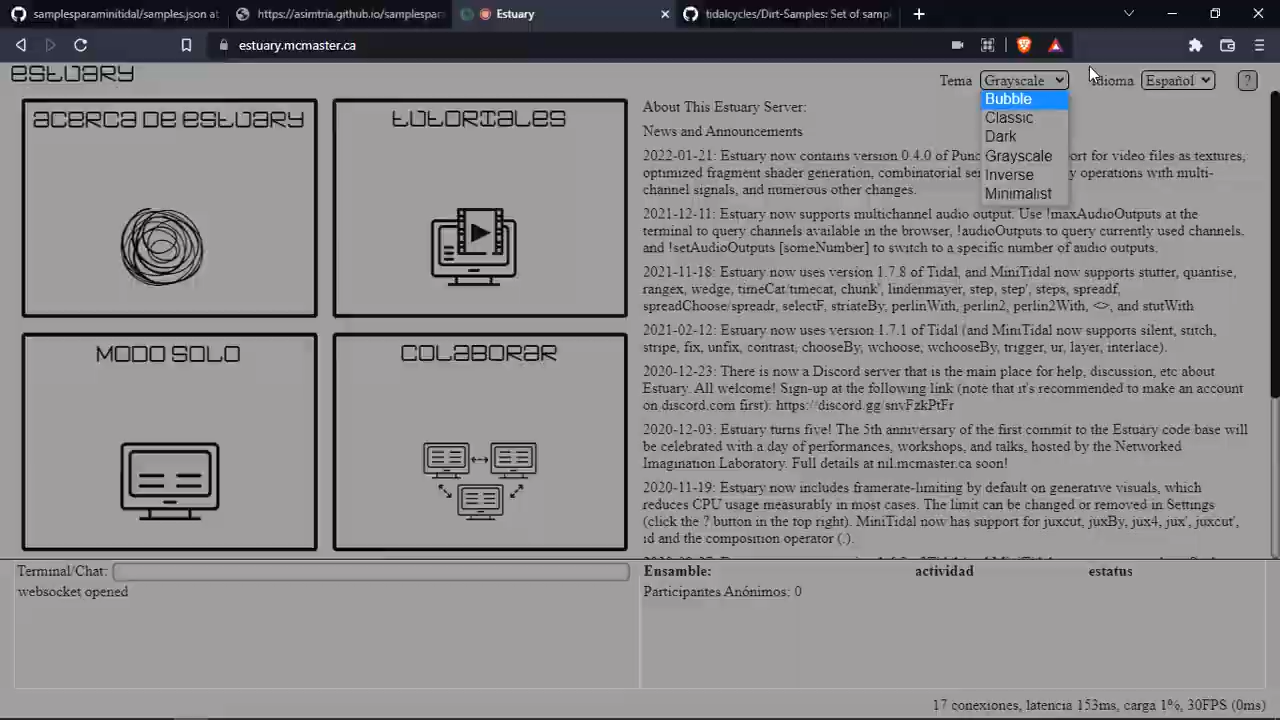 samplesparaminitidal/samples.json at
https://asimtria.github.io/samplespar
Estuary
tidalcycles/Dirt-Samples: Set of samp
estuary.mcmaster.ca
ESTUARY
Tema
Grayscale
Idioma
Español
?
Bubble
Classic
Dark
Grayscale
Inverse
Minimalist
ACERCA DE ESTUARY
TUTORIALES
MODO SOLO
COLABORAR
About This Estuary Server:
News and Announcements
2022-01-21: Estuary now contains version 0.4.0 of Punc port for video files as textures,
optimized fragment shader generation, combinatorial ser y operations with multi-
channel signals, and numerous other changes.
2021-12-11: Estuary now supports multichannel audio output. Use !maxAudioOutputs at the
terminal to query channels available in the browser, !audioOutputs to query currently used channels.
and !setAudioOutputs [someNumber] to switch to a specific number of audio outputs.
2021-11-18: Estuary now uses version 1.7.8 of Tidal, and MiniTidal now supports stutter, quantise,
rangex, wedge, timeCat/timecat, chunk', lindenmayer, step, step', steps, spreadf,
spreadChoose/spreadr, selectF, striateBy, perlinWith, perlin2, perlin2With, <>, and stutWith
2021-02-12: Estuary now uses version 1.7.1 of Tidal (and MiniTidal now supports silent, stitch,
stripe, fix, unfix, contrast, chooseBy, wchoose, wchooseBy, trigger, ur, layer, interlace).
2020-12-23: There is now a Discord server that is the main place for help, discussion, etc about
Estuary. All welcome! Sign-up at the following link (note that it's recommended to make an account
on discord.com first): https://discord.gg/snvFzkPtFr
2020-12-03: Estuary turns five! The 5th anniversary of the first commit to the Estuary code base will
be celebrated with a day of performances, workshops, and talks, hosted by the Networked
Imagination Laboratory. Full details at nil.mcmaster.ca soon!
2020-11-19: Estuary now includes framerate-limiting by default on generative visuals, which
reduces CPU usage measurably in most cases. The limit can be changed or removed in Settings
(click the ? button in the top right). MiniTidal now has support for juxcut, juxBy, jux4, jux', juxcut',
id and the composition operator (.).
Terminal/Chat:
websocket opened
Ensamble:
actividad
estatus
Participantes Anónimos: 0
17 conexiones, latencia 153ms, carga 1%, 30FPS (0ms)